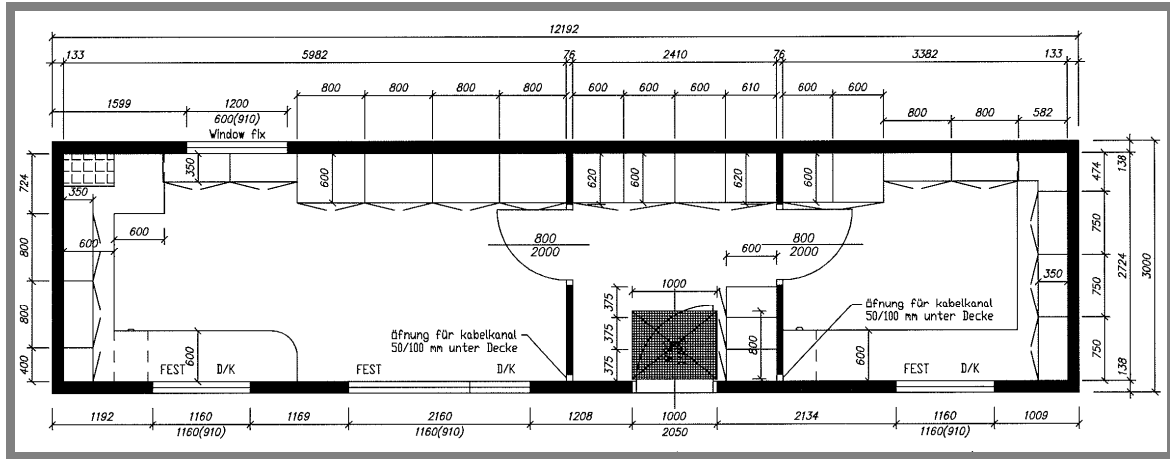 12192
133 5982 76 2410 76 3382 133
800 800 800 800 600 600 600 610 600 600
1599 1200 800 800 582
600(910)
Window fix
724 350 600 620 600 620 600 474 138
350
600 600 800 800 600 750
2000 2000
800 1000 750 2724 3000
350
öfnung für kabelkanal
50/100 mm unter Decke
375 800
öfnung für kabelkanal
50/100 mm unter Decke
800 375 750
600 375 600
400 FEST D/K FEST D/K FEST D/K 138
1192 1160 1169 2160 1208 1000 2134 1160 1009
1160(910) 1160(910) 2050 1160(910)